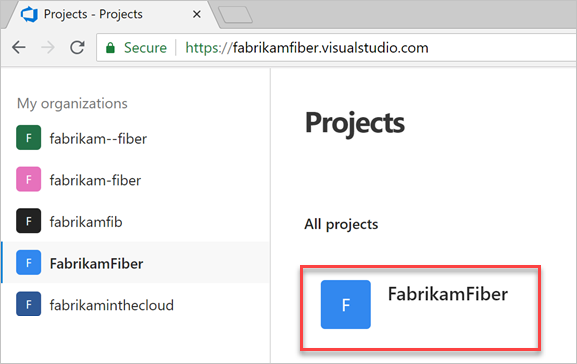 Projects - Projects
Secure https://fabrikamfiber.visualstudio.com
My organizations
F fabrikam--fiber
F fabrikam-fiber
F fabrikamfib
F FabrikamFiber
F fabrikaminthecloud
Projects
All projects
F FabrikamFiber